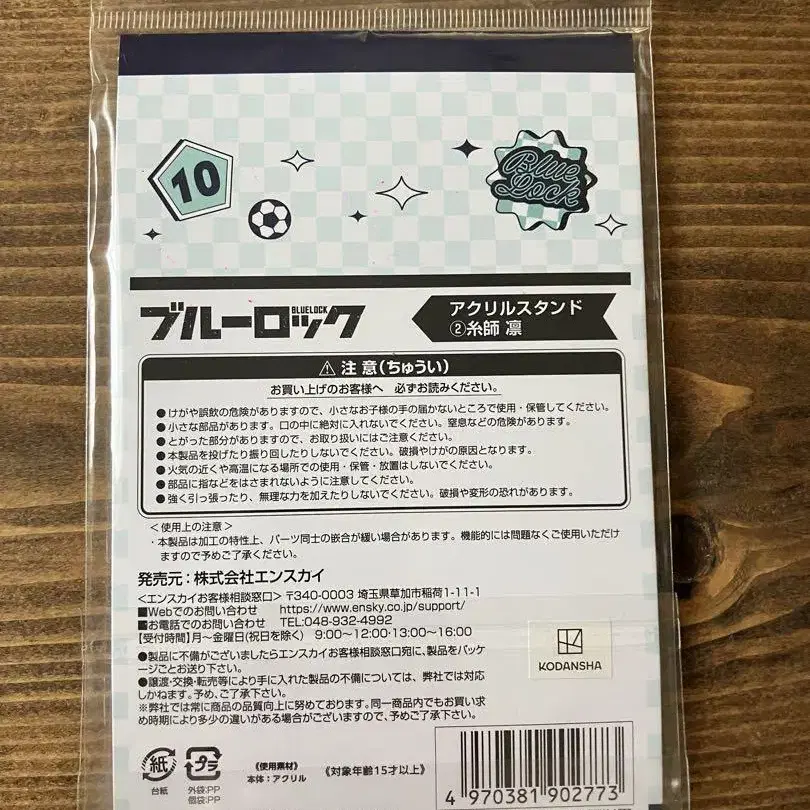 10
Blue
Lock
ブルーロック
BLUELOCK
アクリルスタンド
②糸師 凛
⚠ 注意(ちゅうい)
お買い上げのお客様へ 必ずお読みください。
●けがや誤飲の危険がありますので、小さなお子様の手の届かないところで使用・保管してください。
●小さな部品があります。口の中に絶対に入れないでください。窒息などの危険があります。
●とがった部分がありますので、お取り扱いにはご注意ください。
●本製品を投げたり振り回したりしないでください。破損やけがの原因となります。
●火気の近くや高温になる場所での使用・保管・放置はしないでください。
●部品に指などをはさまれないように注意してください。
●強く引っ張ったり、無理な力を加えたりしないでください。破損や変形の恐れがあります。
＜使用上の注意＞
・本製品は加工の特性上、パーツ同士の嵌合が緩い場合があります。機能的には問題なくご使用いただけ
ますので予めご了承ください。
発売元：株式会社エンスカイ
＜エンスカイお客様相談窓口＞〒340-0003 埼玉県草加市稲荷1-11-1
■Webでのお問い合わせ https://www.ensky.co.jp/support/
■お電話でのお問い合わせ TEL:048-932-4992
【受付時間】月～金曜日(祝日を除く) 9:00～12:00・13:00～16:00
●製品に不備がございましたらエンスカイお客様相談窓口宛に、製品をパッケ
ージごとお送り下さい。
●譲渡・交換・転売等により手に入れた製品の不備については、弊社では対応
しかねます。予め、ご了承下さい。
※弊社では常に商品の品質向上に努めております。同一商品内でもお買い求
め時期により多少の違いがある場合がございますので、予めご了承下さい。
KODANSHA
紙
台紙
プラ
外袋:PP
個袋:PP
《使用素材》
本体：アクリル
《対象年齢15才以上》
4 970381 902773